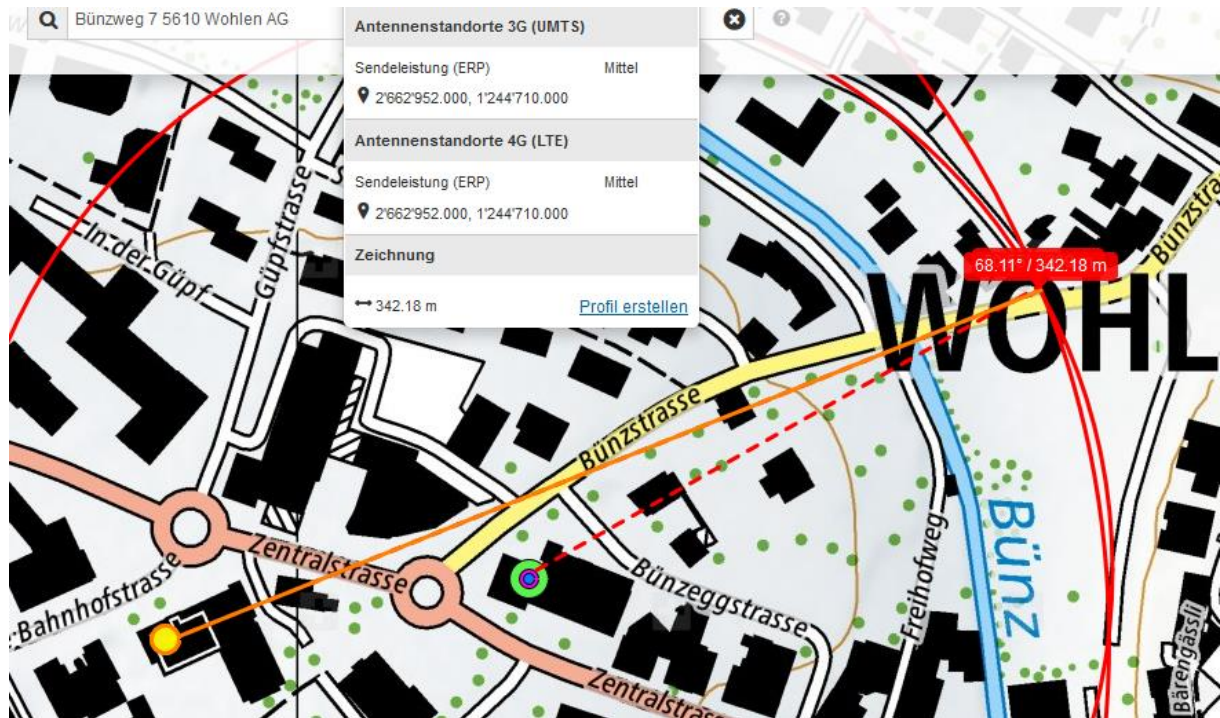 Bünzweg 7 5610 Wohlen AG
Antennenstandorte 3G (UMTS)
Sendeleistung (ERP) Mittel
2'662'952.000, 1'244'710.000
Antennenstandorte 4G (LTE)
Sendeleistung (ERP) Mittel
2'662'952.000, 1'244'710.000
Zeichnung
342.18 m Profil erstellen
In der Güpf
Güpfstrasse
68.11° / 342.18 m
WOHL
Bünzstra
Bünzstrasse
Bünz
Zentralstrasse
Bahnhofstrasse
Bünzeggstrasse
Freihofweg
Bärengässli
Zentralstrasse